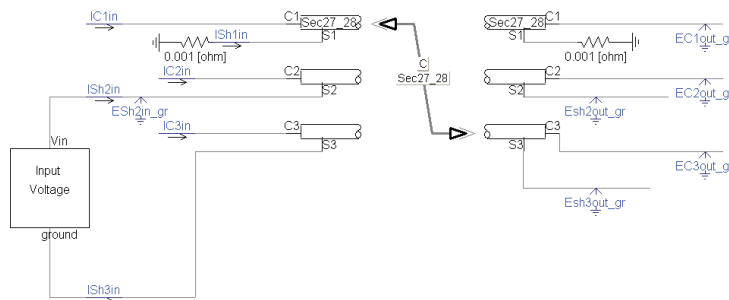 IC1in
C1
Sec27_28
S1
ISh1in
0.001 [ohm]
IC2in
C2
ISh2in
S2
ESh2in_gr
IC3in
C3
S3
Vin
Input
Voltage
ground
ISh3in
C
Sec27_28
Sec27_28
C1
S1
0.001 [ohm]
EC1out_g
C2
S2
EC2out_g
Esh2out_gr
C3
S3
EC3out_g
Esh3out_gr